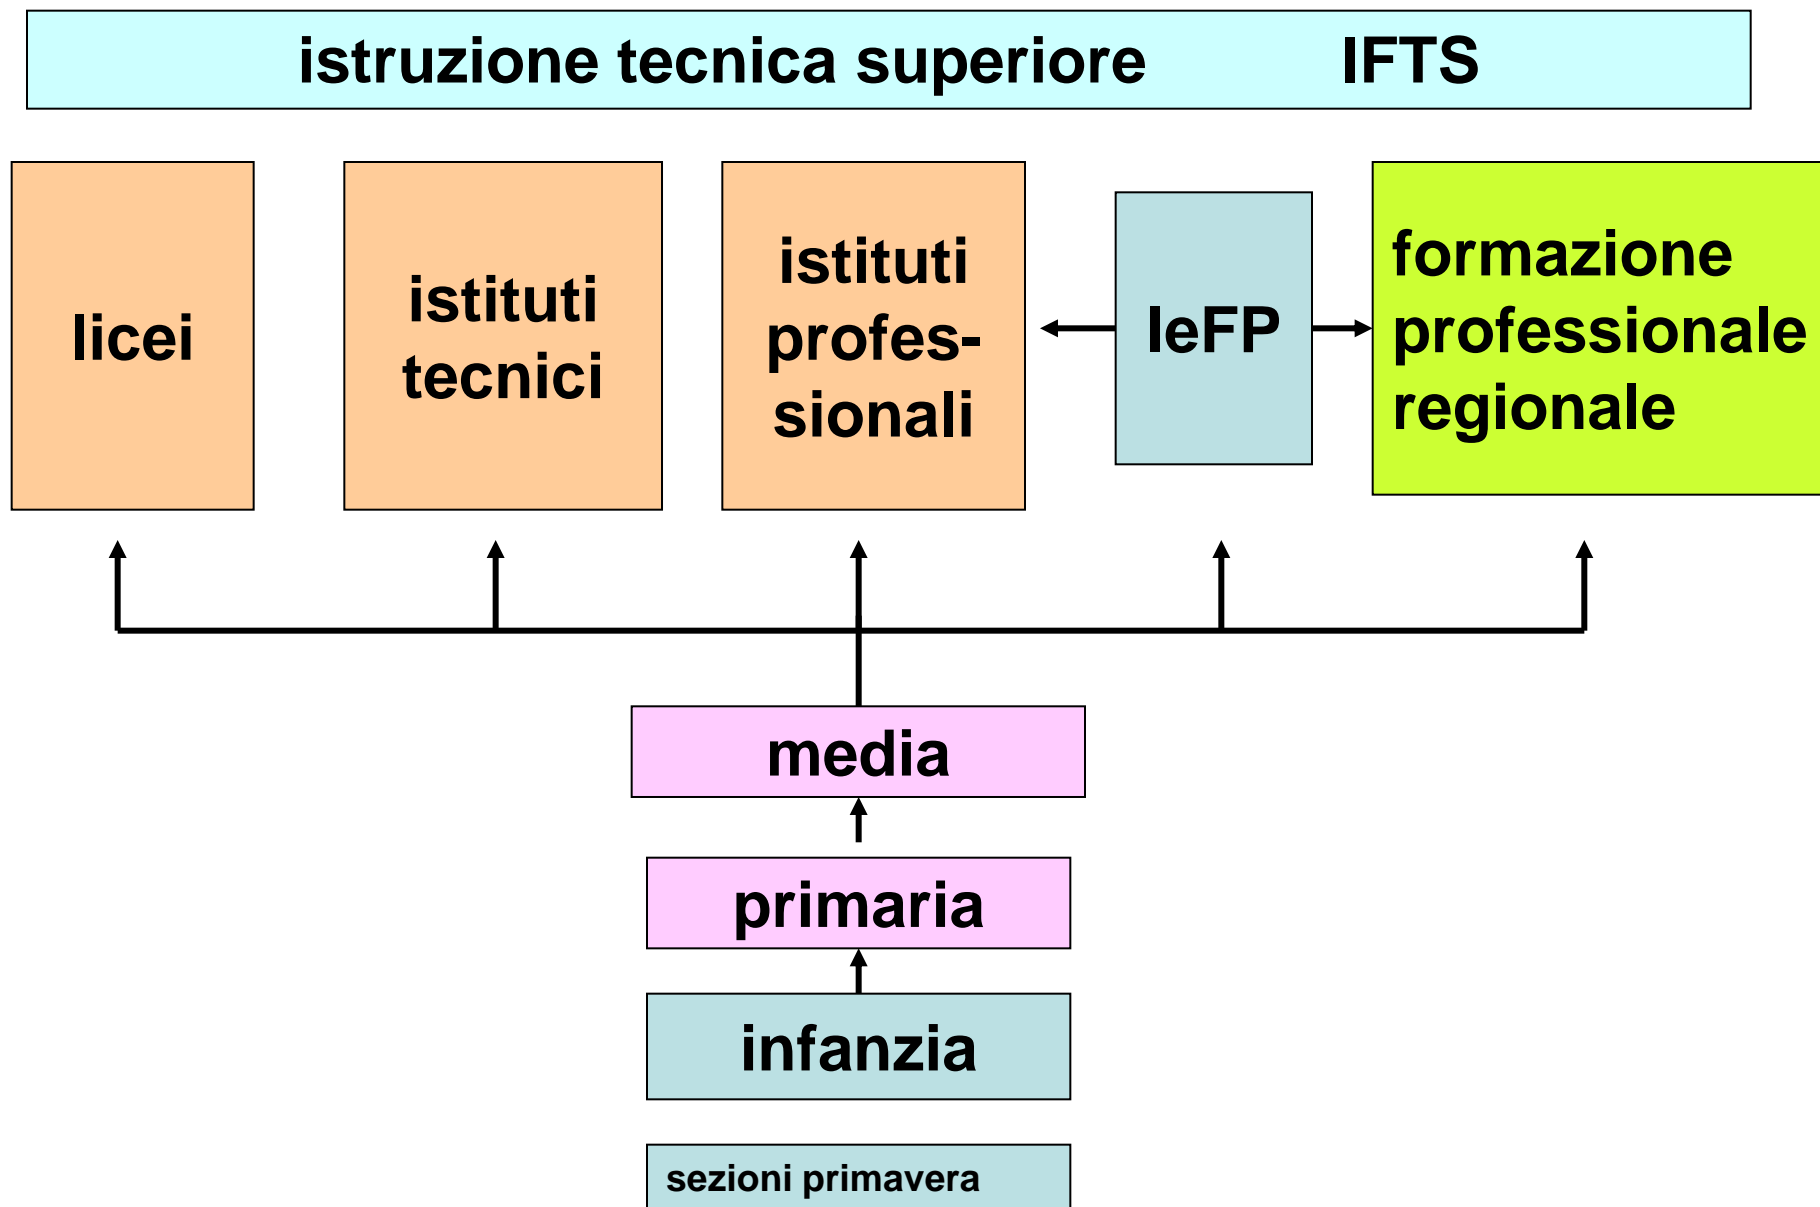 istruzione tecnica superiore IFTS
licei
istituti
tecnici
istituti
profes-
sionali
IeFP
formazione
professionale
regionale
media
primaria
infanzia
sezioni primavera